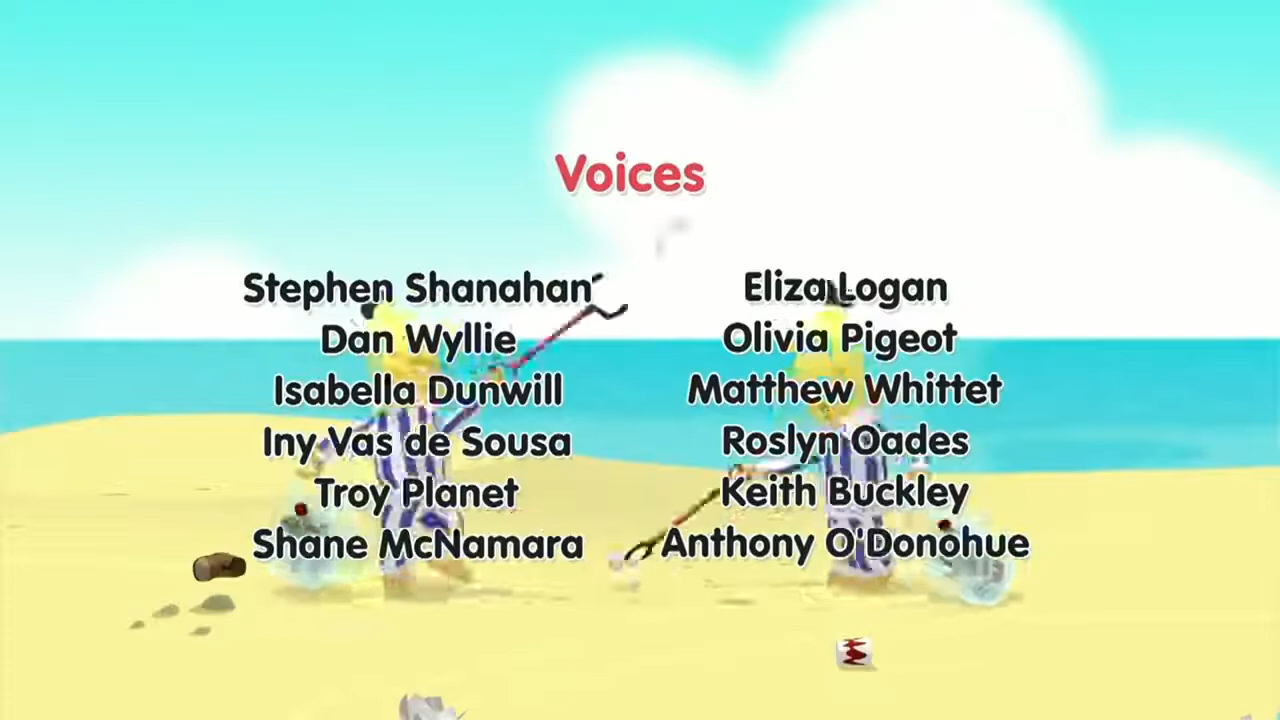 Voices
Stephen Shanahan
Dan Wyllie
Isabella Dunwill
Iny Vas de Sousa
Troy Planet
Shane McNamara
Eliza Logan
Olivia Pigeot
Matthew Whittet
Roslyn Oades
Keith Buckley
Anthony O'Donohue